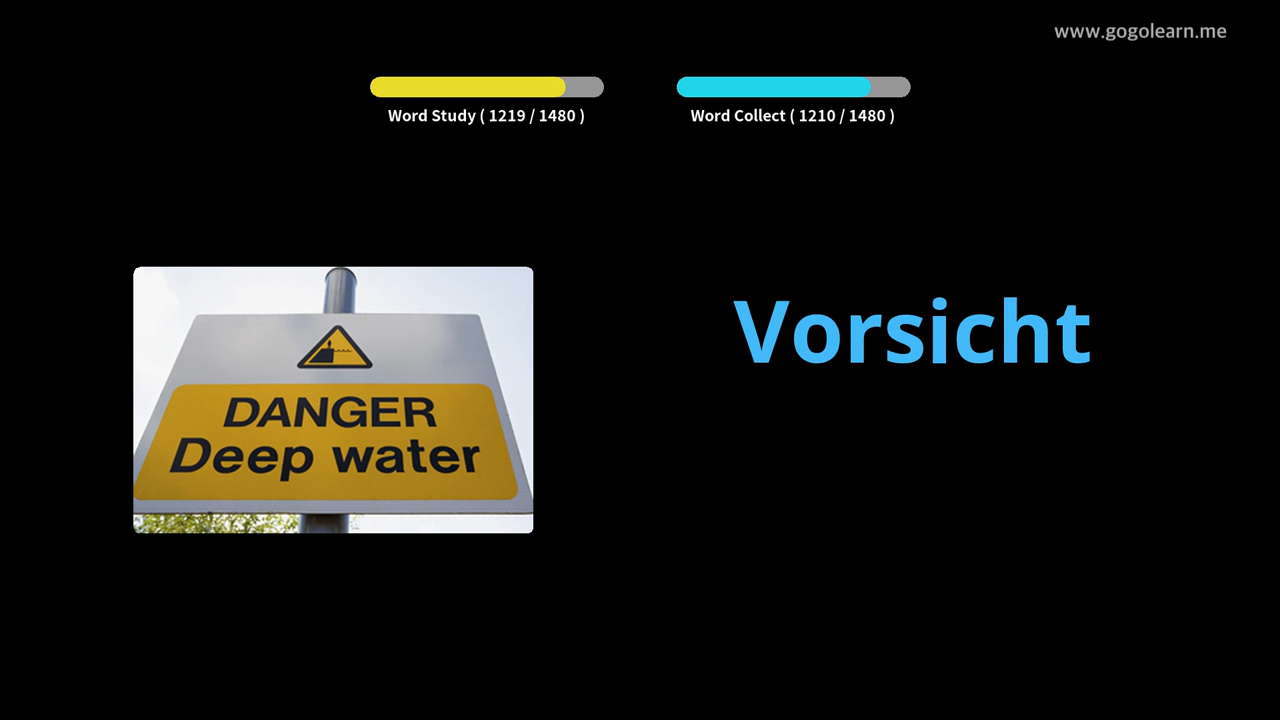 www.gogolearn.me
Word Study ( 1219 / 1480 )
Word Collect ( 1210 / 1480 )
DANGER
Deep water
Vorsicht